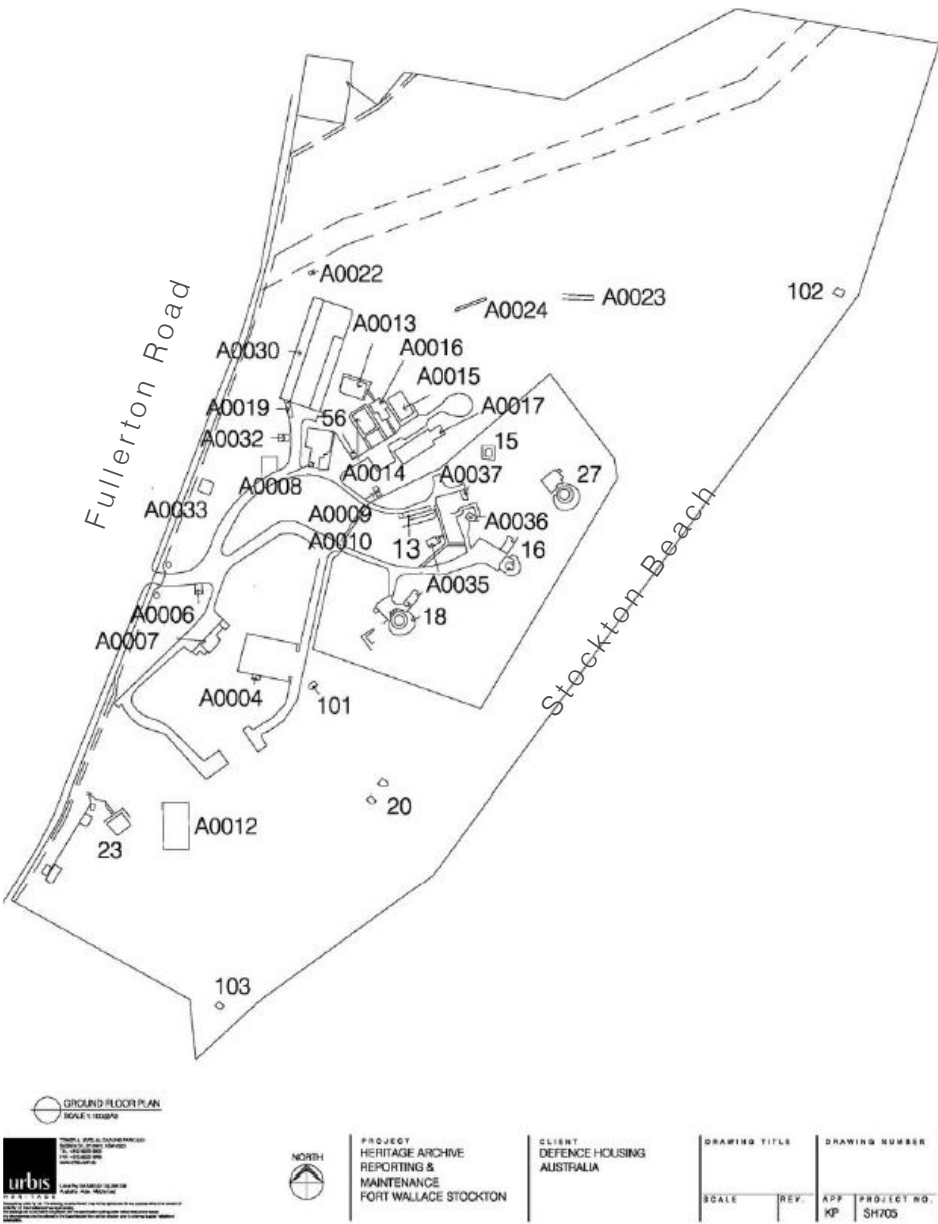 Fullerton Road
A0022
102
A0024
A0023
A0013
A0030
A0016
A0015
A0019
56
A0017
A0032
15
A0014
A0037
27
A0008
A0033
A0009
A0036
A0010
13
16
A0035
A0006
18
A0007
Stockton Beach
A0004
101
20
A0012
23
103
GROUND FLOOR PLAN
urbis
HERITAGE
NORTH
PROJECT
HERITAGE ARCHIVE
REPORTING &
MAINTENANCE
FORT WALLACE STOCKTON
CLIENT
DEFENCE HOUSING
AUSTRALIA
DRAWING TITLE
SCALE
REV.
DRAWING NUMBER
APP
KP
PROJECT NO.
SH705